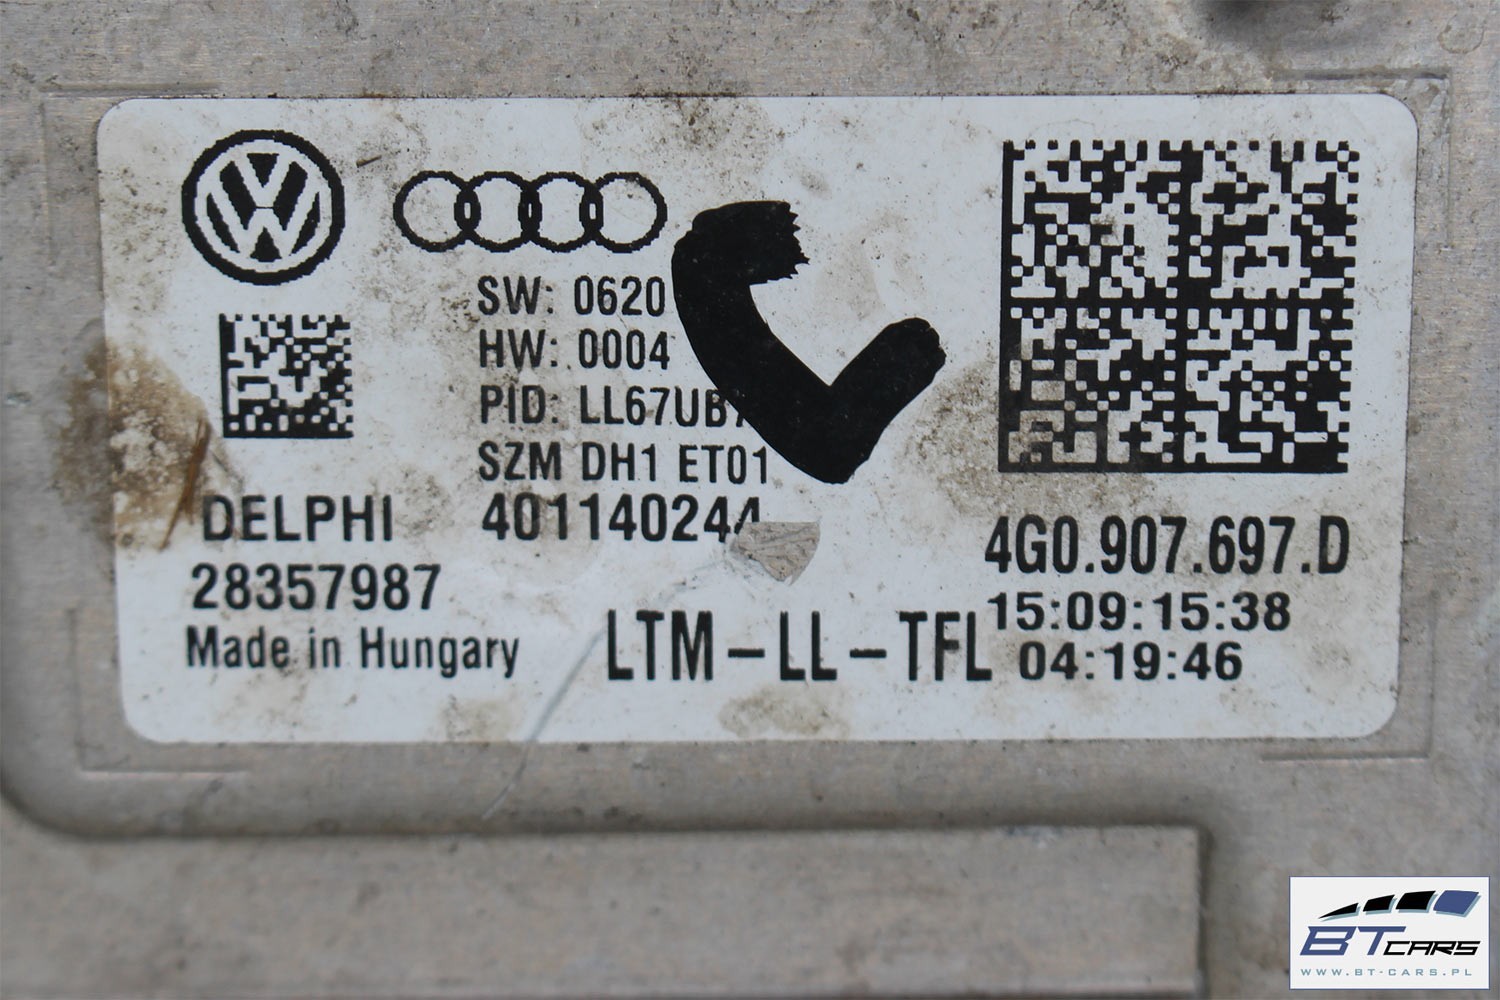 SW: 0620
HW: 0004
PID: LL67UB
SZM DH1 ET01
DELPHI
401140244
4G0.907.697.D
28357987
15:09:15:38
Made in Hungary
LTM-LL-TFL
04:19:46
BT CARS
WWW.BT-CARS.PL